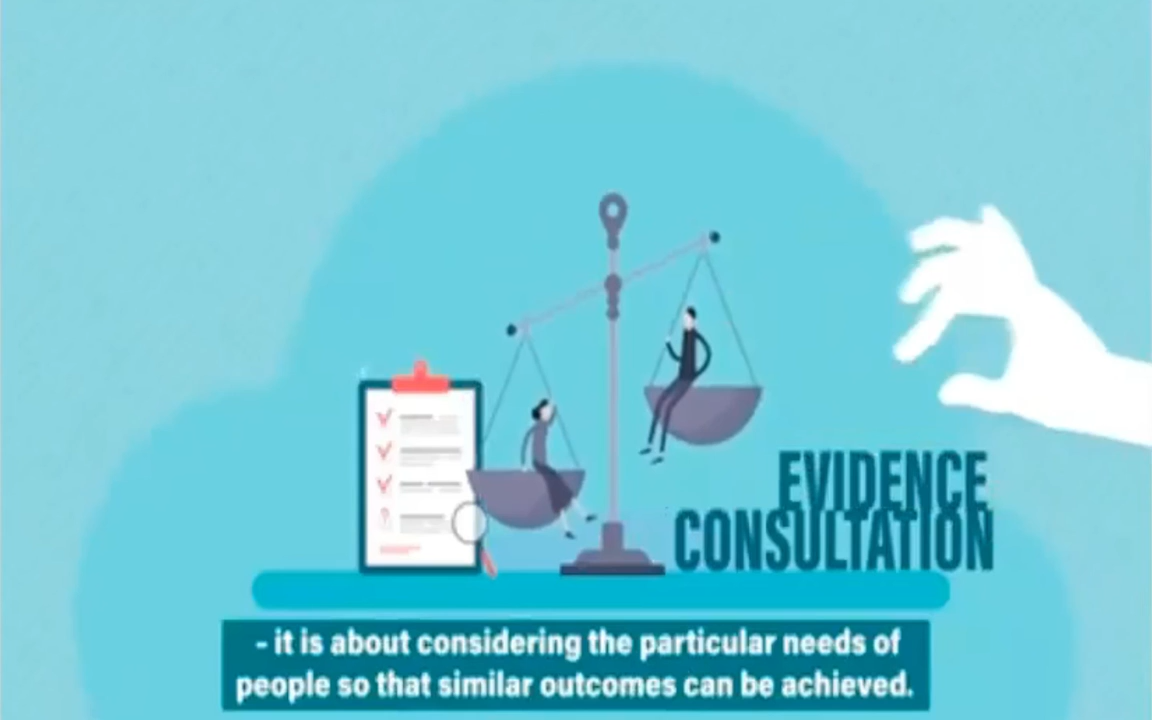 EVIDENCE
CONSULTATION
- it is about considering the particular needs of
people so that similar outcomes can be achieved.